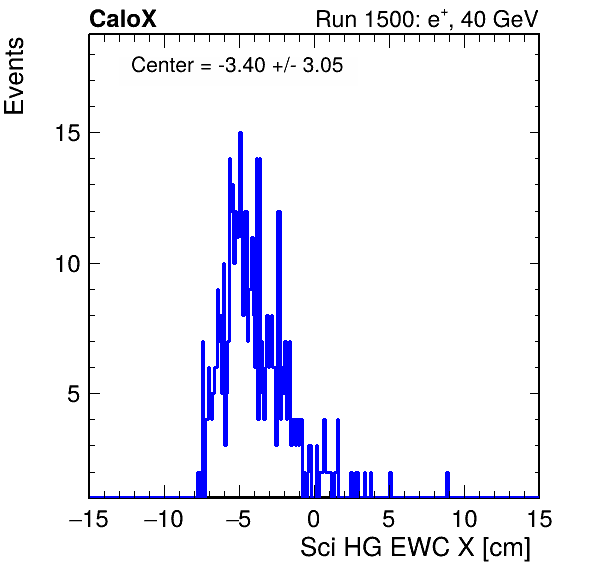 CaloX Run 1500: e⁺, 40 GeV
Center = -3.40 +/- 3.05
Events
15
10
5
−15 −10 −5 0 5 10 15
Sci HG EWC X [cm]